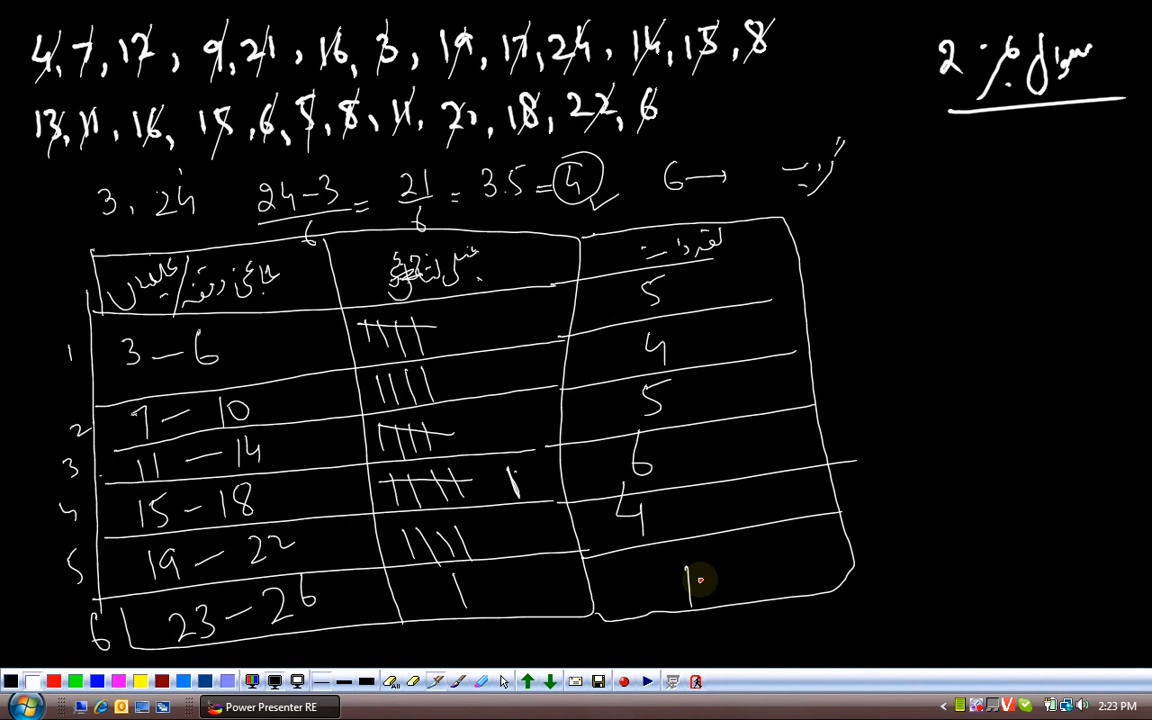 4, 7, 12, 9, 21, 16, 3, 19, 17, 24, 14, 15, 8
سوال نمبر 2
13, 11, 16, 15, 6, 5, 8, 11, 20, 18, 22, 6
3, 24 24-3/6 = 21/6 = 3.5 = 4 6 →
1 3 - 6 5
2 7 - 10 4
3 11 - 14 5
4 15 - 18 6
5 19 - 22 4
6 23 - 26 1
Power Presenter RE
2:23 PM